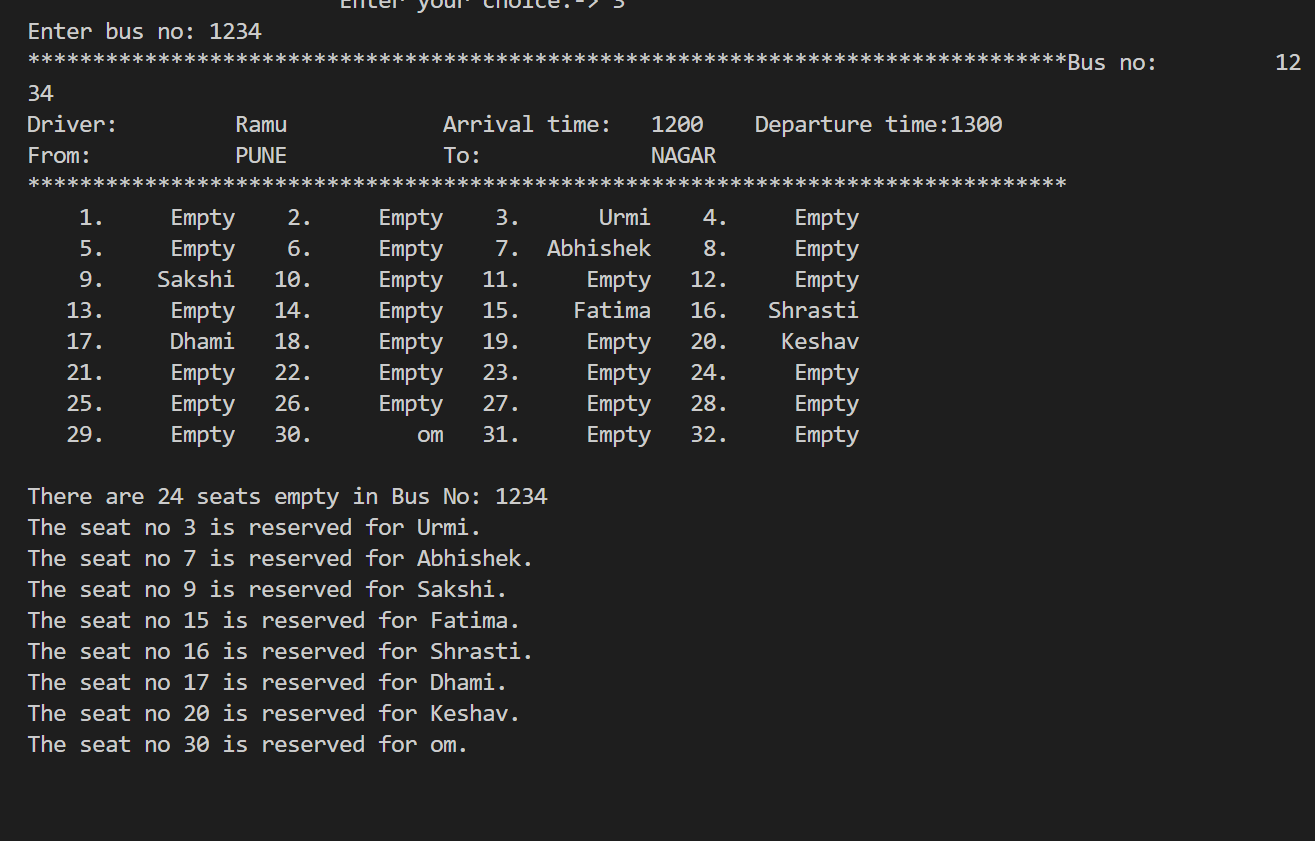 Enter your choice:-> 3
Enter bus no: 1234
********************************************************************************Bus no:         12
34
Driver:         Ramu            Arrival time:   1200    Departure time:1300
From:           PUNE            To:             NAGAR
********************************************************************************
    1.     Empty    2.     Empty    3.      Urmi    4.     Empty
    5.     Empty    6.     Empty    7.  Abhishek    8.     Empty
    9.    Sakshi   10.     Empty   11.     Empty   12.     Empty
   13.     Empty   14.     Empty   15.    Fatima   16.   Shrasti
   17.     Dhami   18.     Empty   19.     Empty   20.    Keshav
   21.     Empty   22.     Empty   23.     Empty   24.     Empty
   25.     Empty   26.     Empty   27.     Empty   28.     Empty
   29.     Empty   30.        om   31.     Empty   32.     Empty
There are 24 seats empty in Bus No: 1234
The seat no 3 is reserved for Urmi.
The seat no 7 is reserved for Abhishek.
The seat no 9 is reserved for Sakshi.
The seat no 15 is reserved for Fatima.
The seat no 16 is reserved for Shrasti.
The seat no 17 is reserved for Dhami.
The seat no 20 is reserved for Keshav.
The seat no 30 is reserved for om.